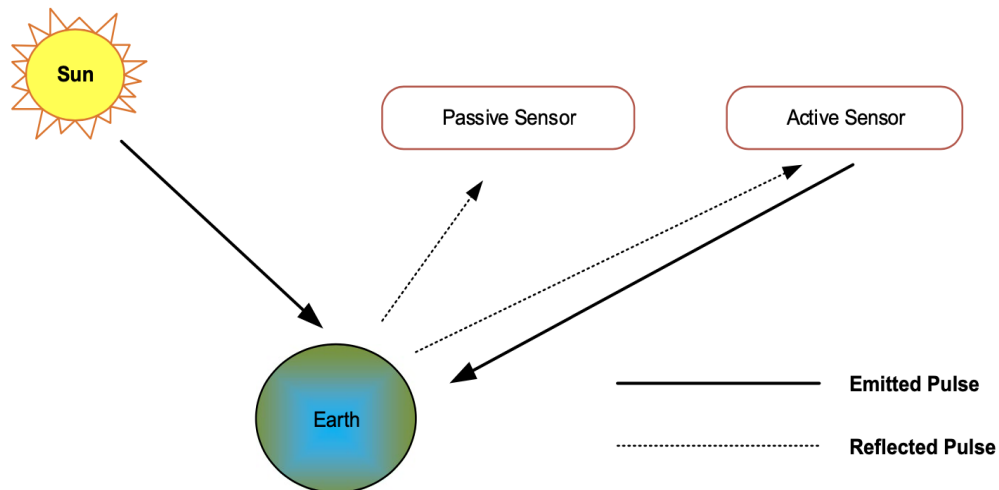 Sun
Passive Sensor
Active Sensor
Earth
Emitted Pulse
Reflected Pulse